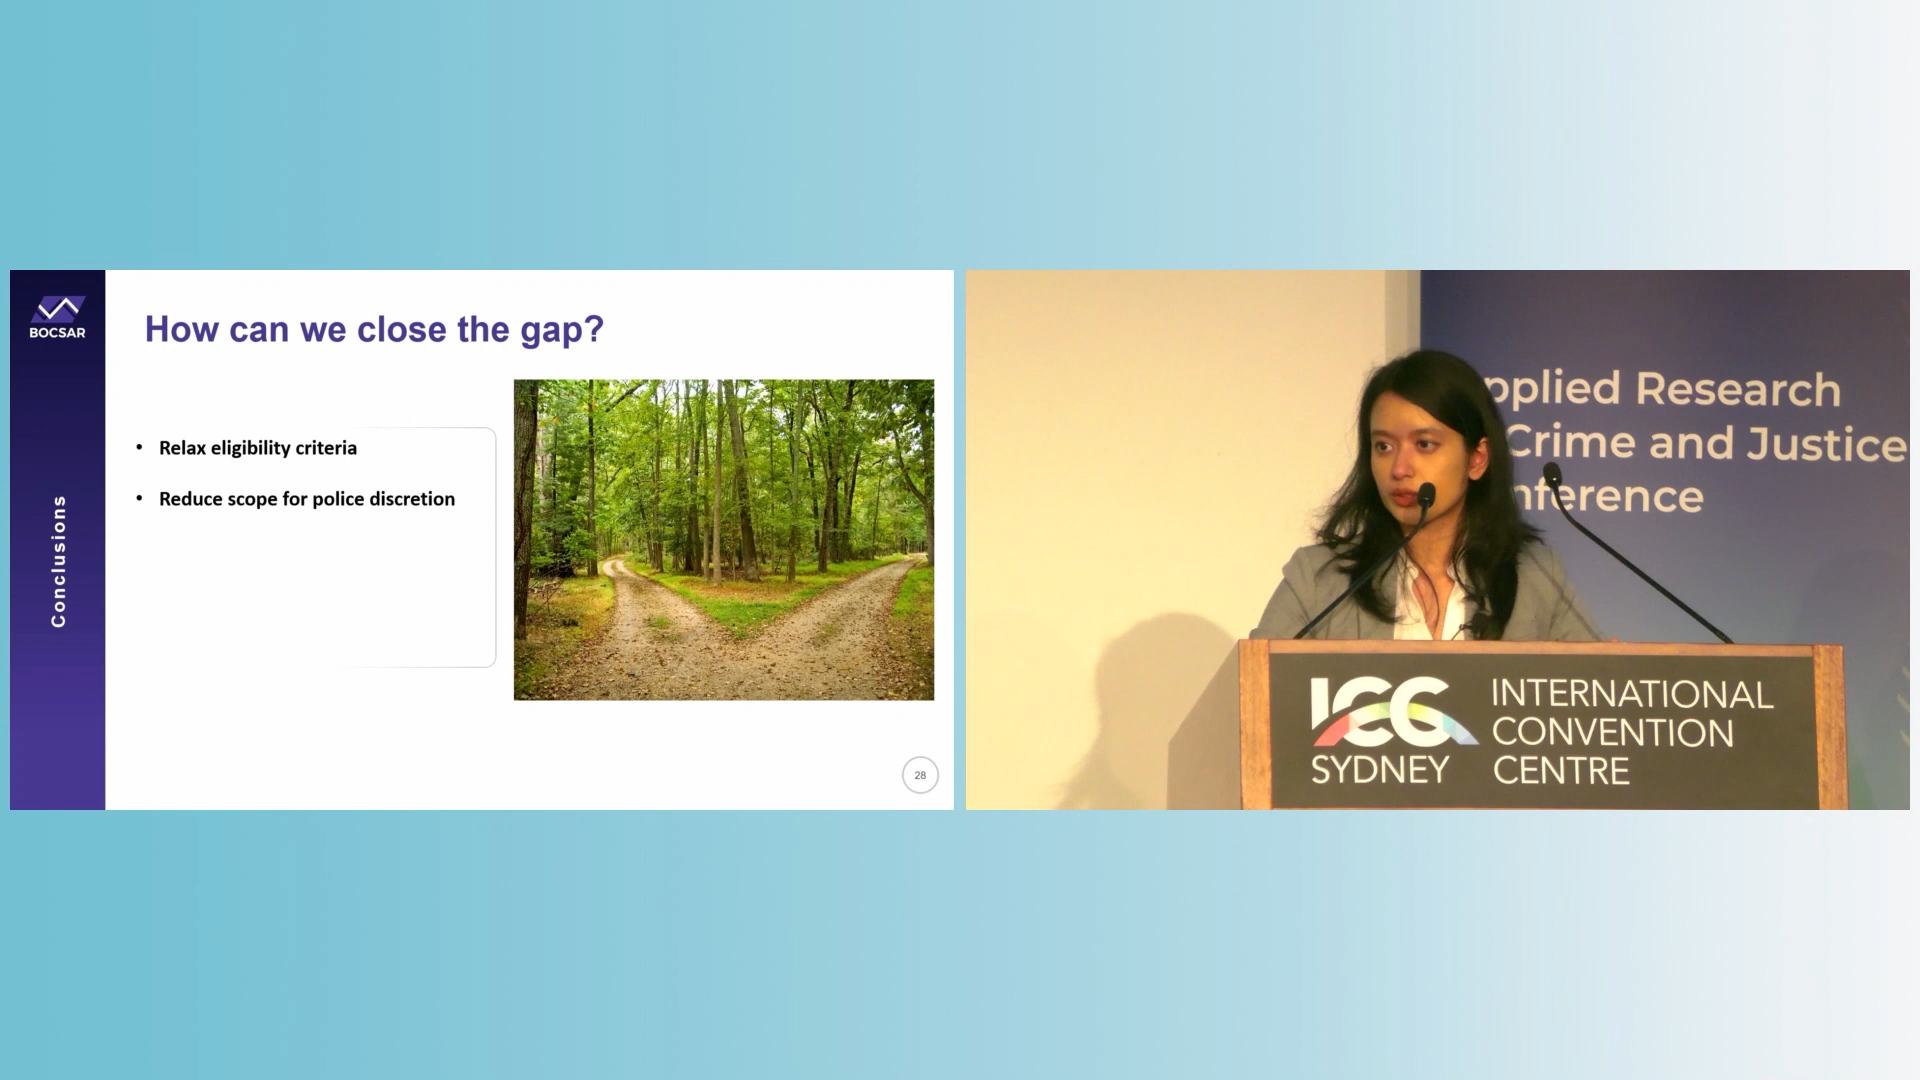 BOCSAR
Conclusions
How can we close the gap?
• Relax eligibility criteria
• Reduce scope for police discretion
28
pplied Research
Crime and Justice
nference
ICC
SYDNEY
INTERNATIONAL
CONVENTION
CENTRE